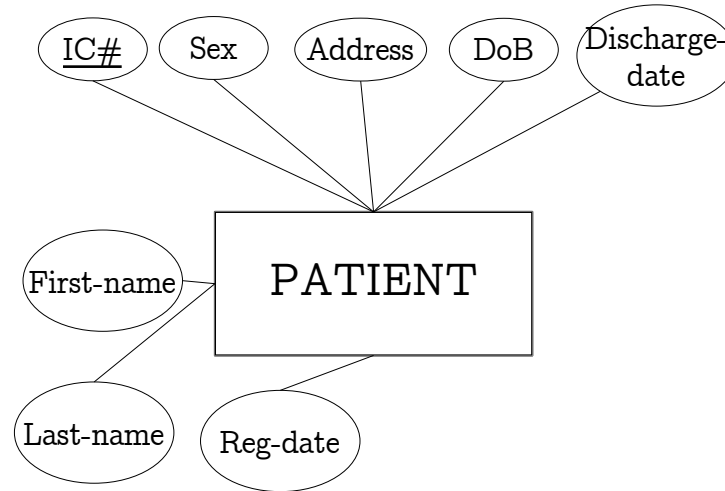 IC#
Sex
Address
DoB
Discharge-
date
First-name
PATIENT
Last-name
Reg-date